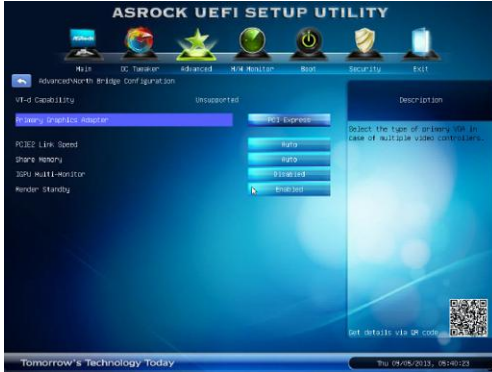 ASROCK UEFI SETUP UTILITY
Main OC Tweaker Advanced H/W Monitor Boot Security Exit
Advanced\North Bridge Configuration
Description
VT-d Capability Unsupported
Primary Graphics Adapter PCI Express
Select the type of primary VGA in
case of multiple video controllers.
PCIE2 Link Speed Auto
Share Memory Auto
IGPU Multi-Monitor Disabled
Render Standby Enabled
Get details via QR code
Tomorrow's Technology Today
Thu 09/05/2013, 05:40:23